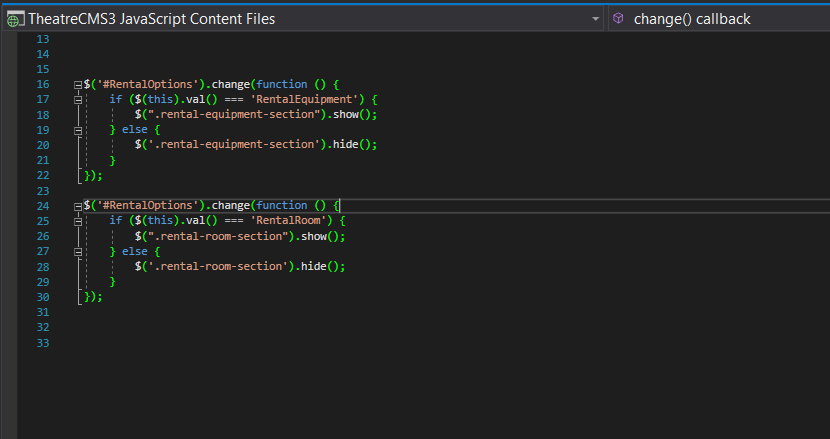 TheatreCMS3 JavaScript Content Files
change() callback
13
14
15
16 $('#RentalOptions').change(function () {
17 if ($(this).val() === 'RentalEquipment') {
18 $(".rental-equipment-section").show();
19 } else {
20 $('.rental-equipment-section').hide();
21 }
22 });
23
24 $('#RentalOptions').change(function () {
25 if ($(this).val() === 'RentalRoom') {
26 $(".rental-room-section").show();
27 } else {
28 $('.rental-room-section').hide();
29 }
30 });
31
32
33